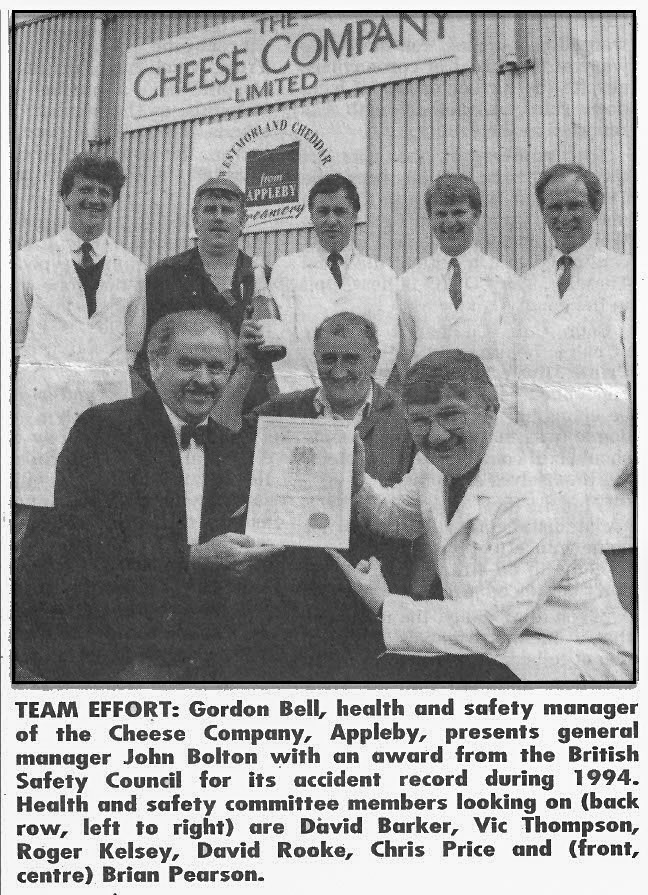 THE
CHEESE COMPANY
LIMITED
WESTMORLAND CHEDDAR
from
APPLEBY
Creamery
TEAM EFFORT: Gordon Bell, health and safety manager
of the Cheese Company, Appleby, presents general
manager John Bolton with an award from the British
Safety Council for its accident record during 1994.
Health and safety committee members looking on (back
row, left to right) are David Barker, Vic Thompson,
Roger Kelsey, David Rooke, Chris Price and (front,
centre) Brian Pearson.